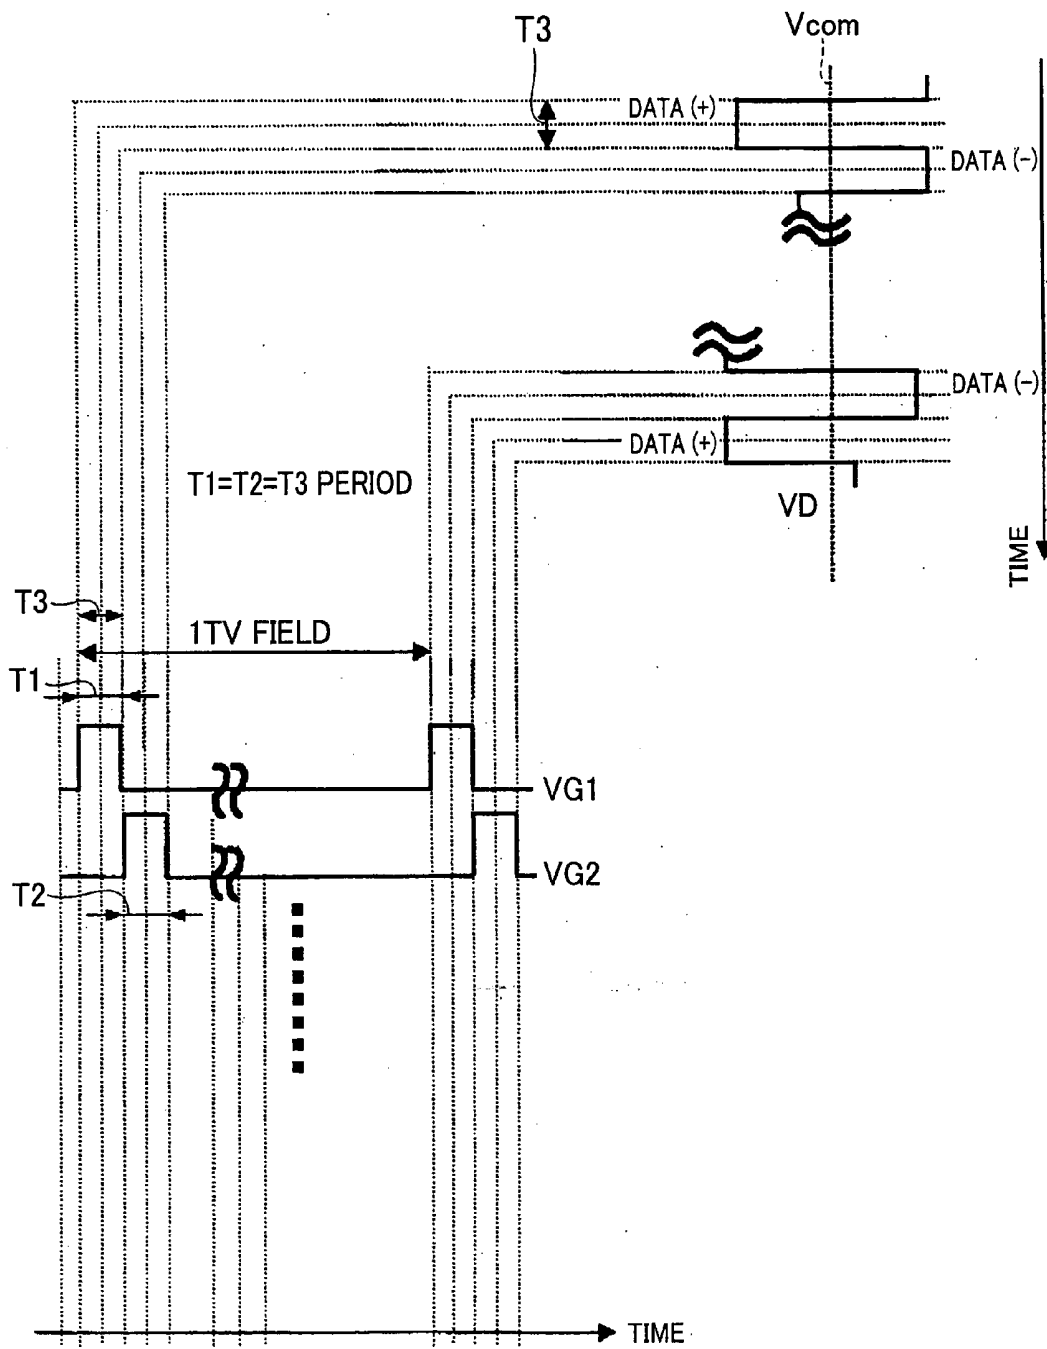 T3
Vcom
DATA (+)
DATA (-)
DATA (-)
DATA (+)
T1=T2=T3 PERIOD
VD
TIME
T3
1TV FIELD
T1
VG1
VG2
T2
TIME